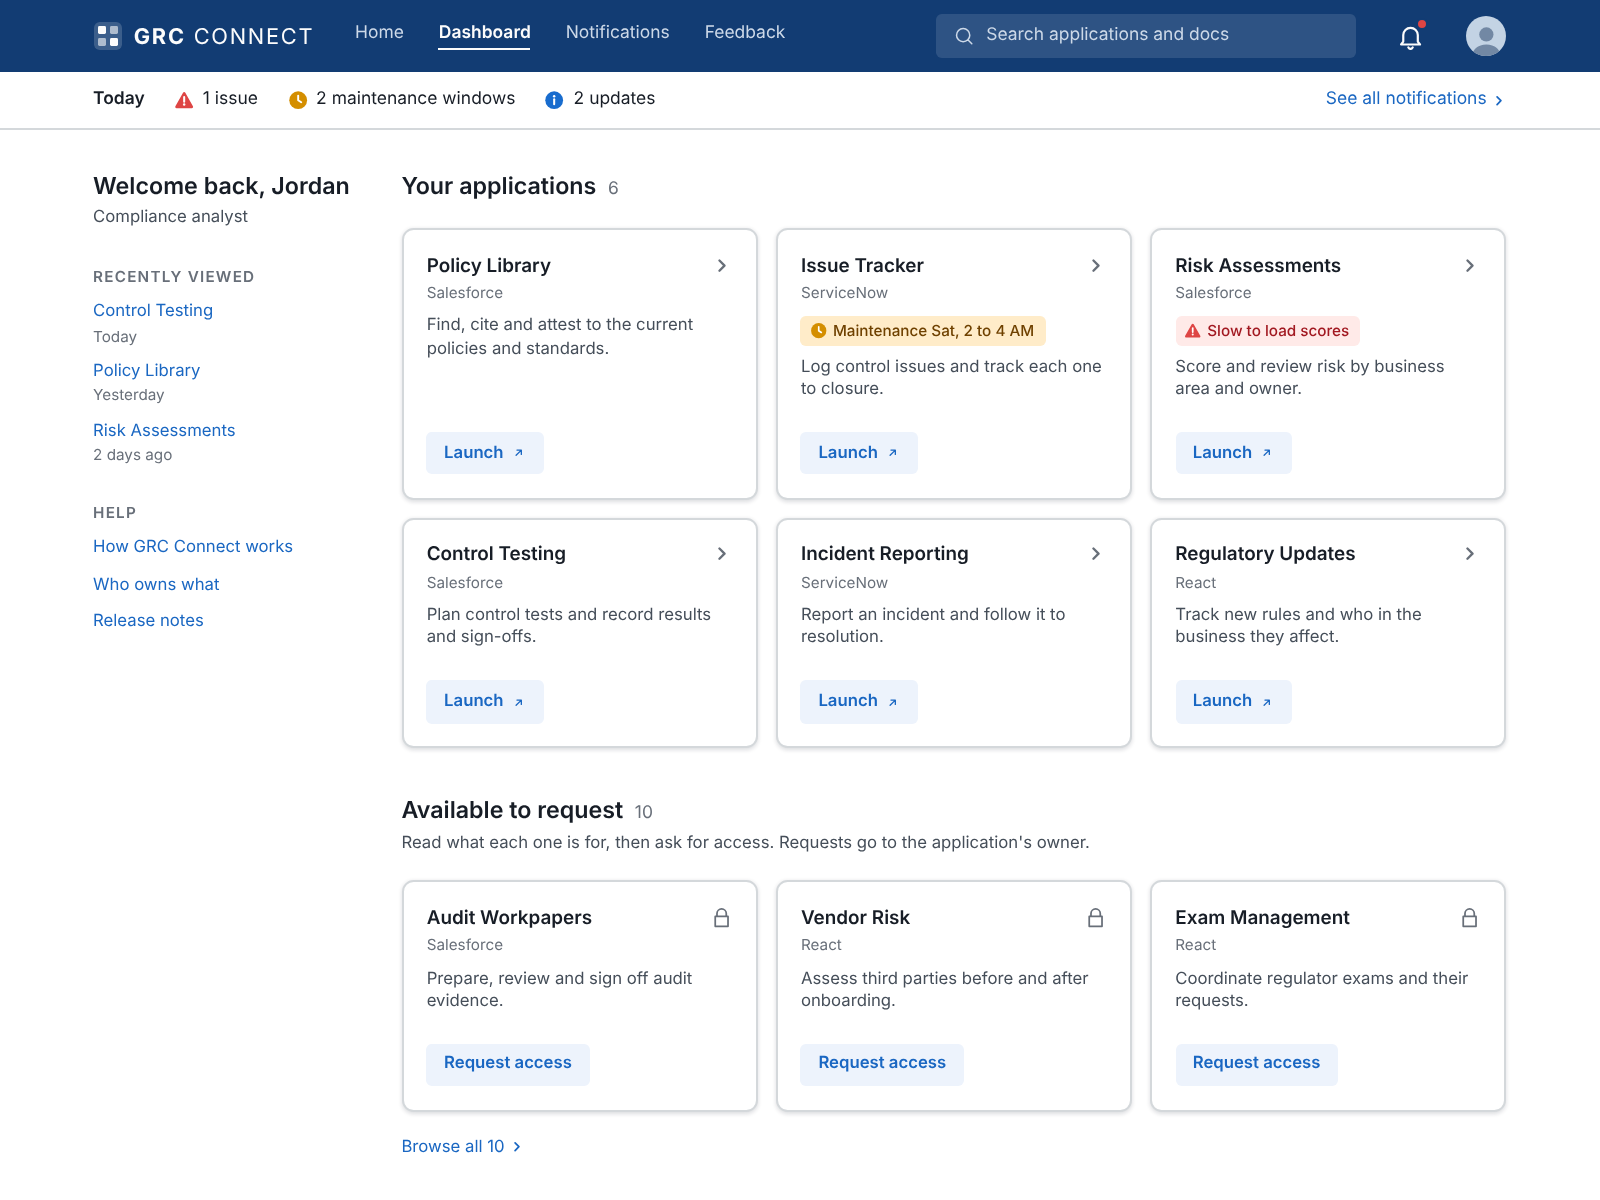 GRC CONNECT
Home
Dashboard
Notifications
Feedback
Search applications and docs
Today
1 issue
2 maintenance windows
2 updates
See all notifications
Welcome back, Jordan
Compliance analyst
RECENTLY VIEWED
Control Testing
Today
Policy Library
Yesterday
Risk Assessments
2 days ago
HELP
How GRC Connect works
Who owns what
Release notes
Your applications 6
Policy Library
Salesforce
Find, cite and attest to the current
policies and standards.
Launch
Issue Tracker
ServiceNow
Maintenance Sat, 2 to 4 AM
Log control issues and track each one
to closure.
Launch
Risk Assessments
Salesforce
Slow to load scores
Score and review risk by business
area and owner.
Launch
Control Testing
Salesforce
Plan control tests and record results
and sign-offs.
Launch
Incident Reporting
ServiceNow
Report an incident and follow it to
resolution.
Launch
Regulatory Updates
React
Track new rules and who in the
business they affect.
Launch
Available to request 10
Read what each one is for, then ask for access. Requests go to the application's owner.
Audit Workpapers
Salesforce
Prepare, review and sign off audit
evidence.
Request access
Vendor Risk
React
Assess third parties before and after
onboarding.
Request access
Exam Management
React
Coordinate regulator exams and their
requests.
Request access
Browse all 10